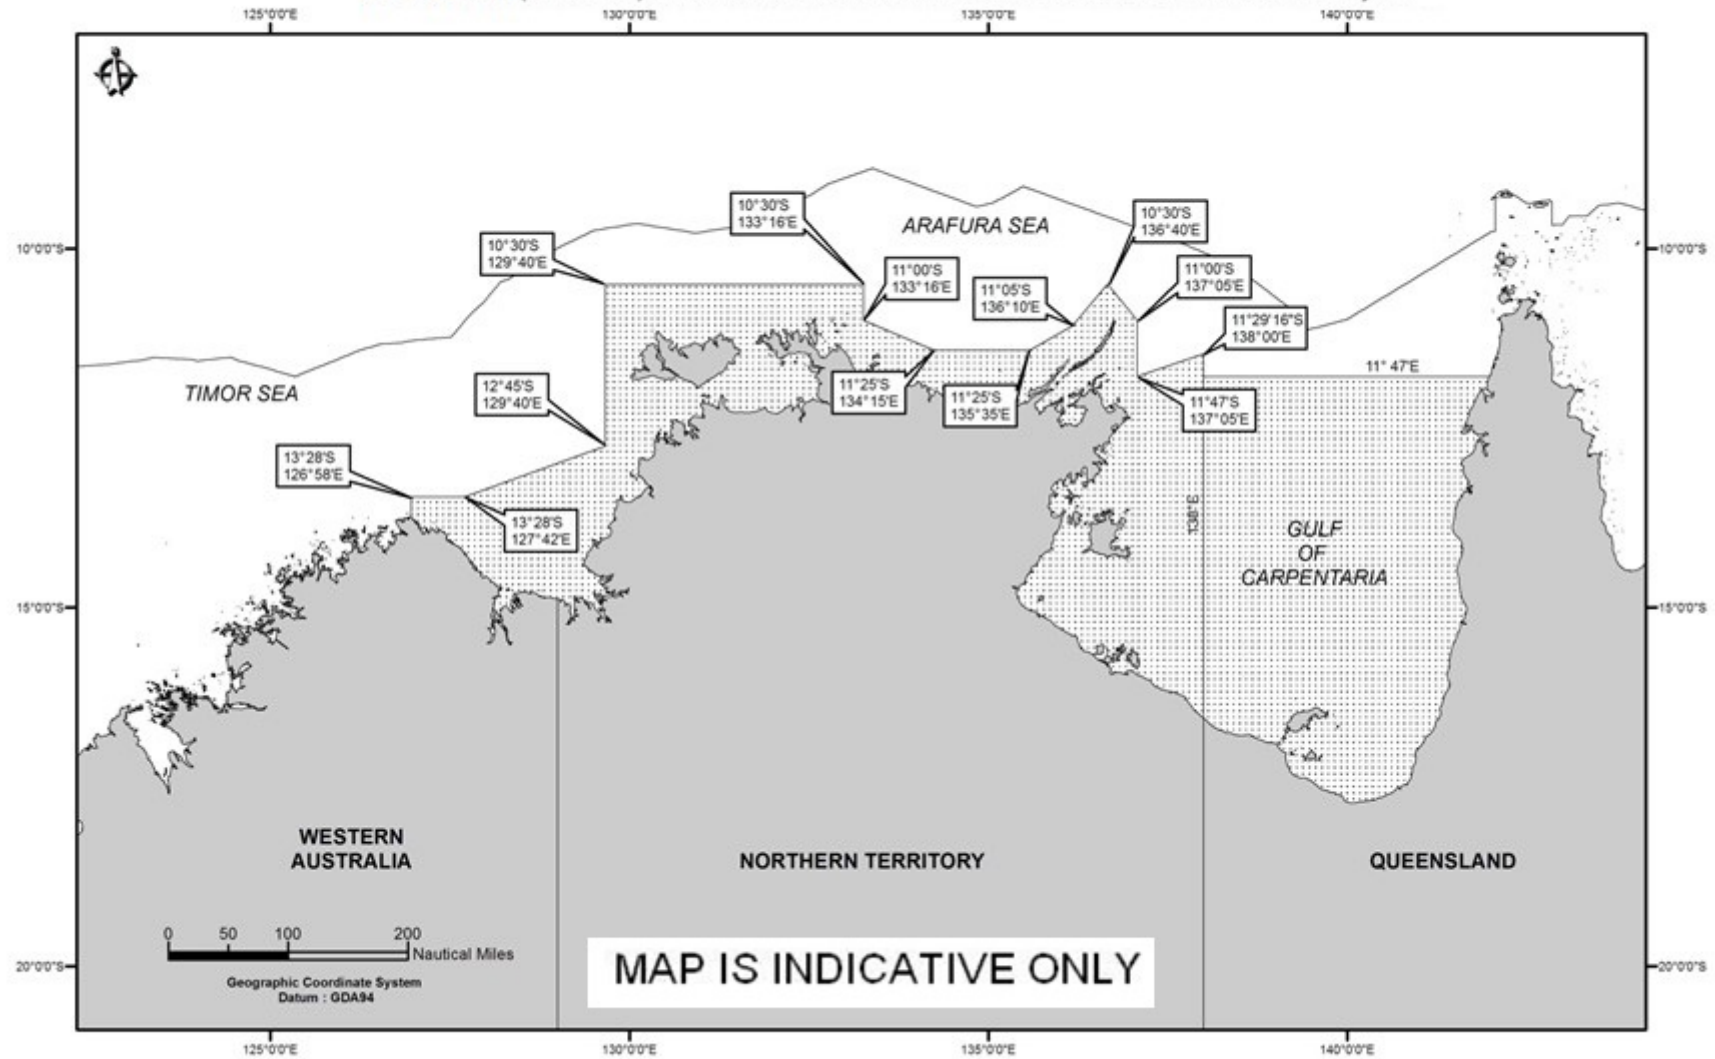 125°0'0"E
130°0'0"E
135°0'0"E
140°0'0"E
10°30'S
133°16'E
10°30'S
136°40'E
ARAFURA SEA
10°0'0"S
10°30'S
129°40'E
11°00'S
133°16'E
11°05'S
136°10'E
11°00'S
137°05'E
10°0'0"S
11°29'16"S
138°00'E
11° 47'E
TIMOR SEA
12°45'S
129°40'E
11°25'S
134°15'E
11°25'S
135°35'E
11°47'S
137°05'E
13°28'S
126°58'E
13°28'S
127°42'E
138°E
GULF
OF
CARPENTARIA
15°0'0"S
15°0'0"S
WESTERN
AUSTRALIA
NORTHERN TERRITORY
QUEENSLAND
0 50 100 200
Nautical Miles
Geographic Coordinate System
Datum : GDA94
MAP IS INDICATIVE ONLY
20°0'0"S
20°0'0"S
125°0'0"E
130°0'0"E
135°0'0"E
140°0'0"E